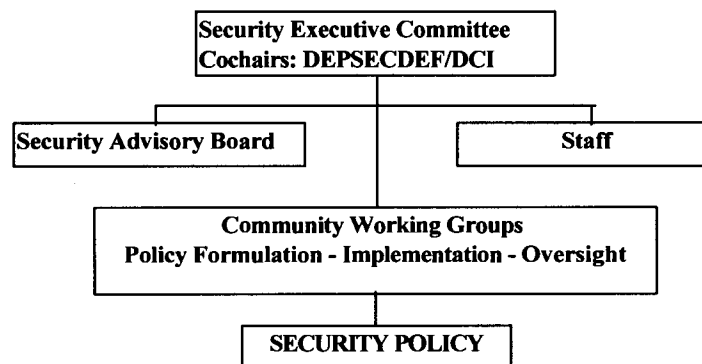 Security Executive Committee
Cochairs: DEPSECDEF/DCI
Security Advisory Board
Staff
Community Working Groups
Policy Formulation - Implementation - Oversight
SECURITY POLICY